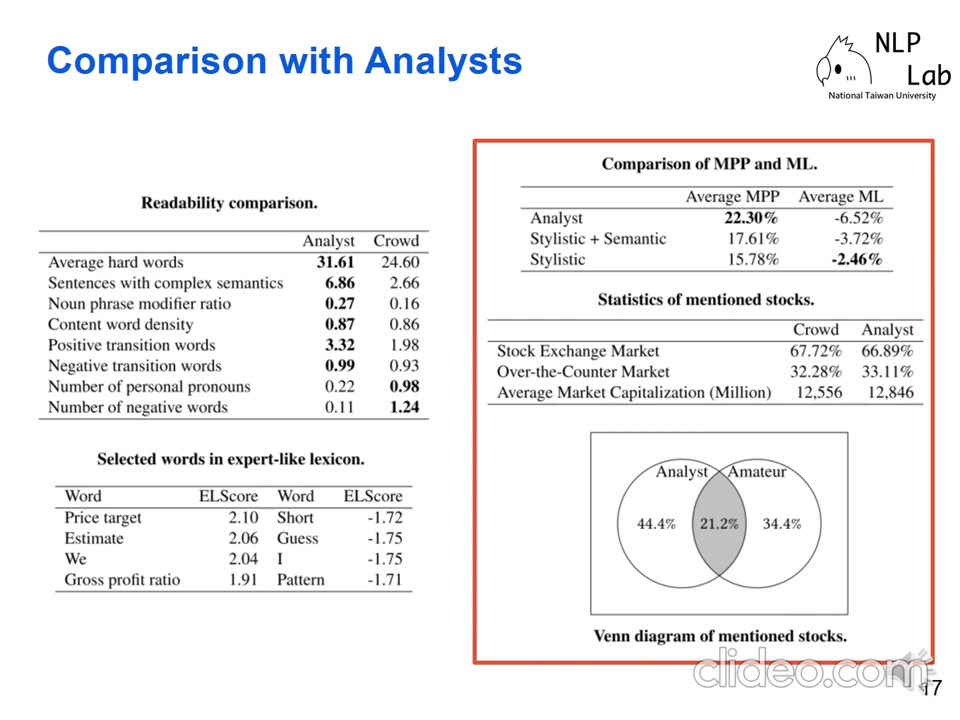 Comparison with Analysts
NLP
Lab
National Taiwan University
Readability comparison.
Analyst Crowd
Average hard words 31.61 24.60
Sentences with complex semantics 6.86 2.66
Noun phrase modifier ratio 0.27 0.16
Content word density 0.87 0.86
Positive transition words 3.32 1.98
Negative transition words 0.99 0.93
Number of personal pronouns 0.22 0.98
Number of negative words 0.11 1.24
Selected words in expert-like lexicon.
Word ELScore Word ELScore
Price target 2.10 Short -1.72
Estimate 2.06 Guess -1.75
We 2.04 I -1.75
Gross profit ratio 1.91 Pattern -1.71
Comparison of MPP and ML.
Average MPP Average ML
Analyst 22.30% -6.52%
Stylistic + Semantic 17.61% -3.72%
Stylistic 15.78% -2.46%
Statistics of mentioned stocks.
Crowd Analyst
Stock Exchange Market 67.72% 66.89%
Over-the-Counter Market 32.28% 33.11%
Average Market Capitalization (Million) 12,556 12,846
Analyst Amateur
44.4% 21.2% 34.4%
Venn diagram of mentioned stocks.
clideo.com
17